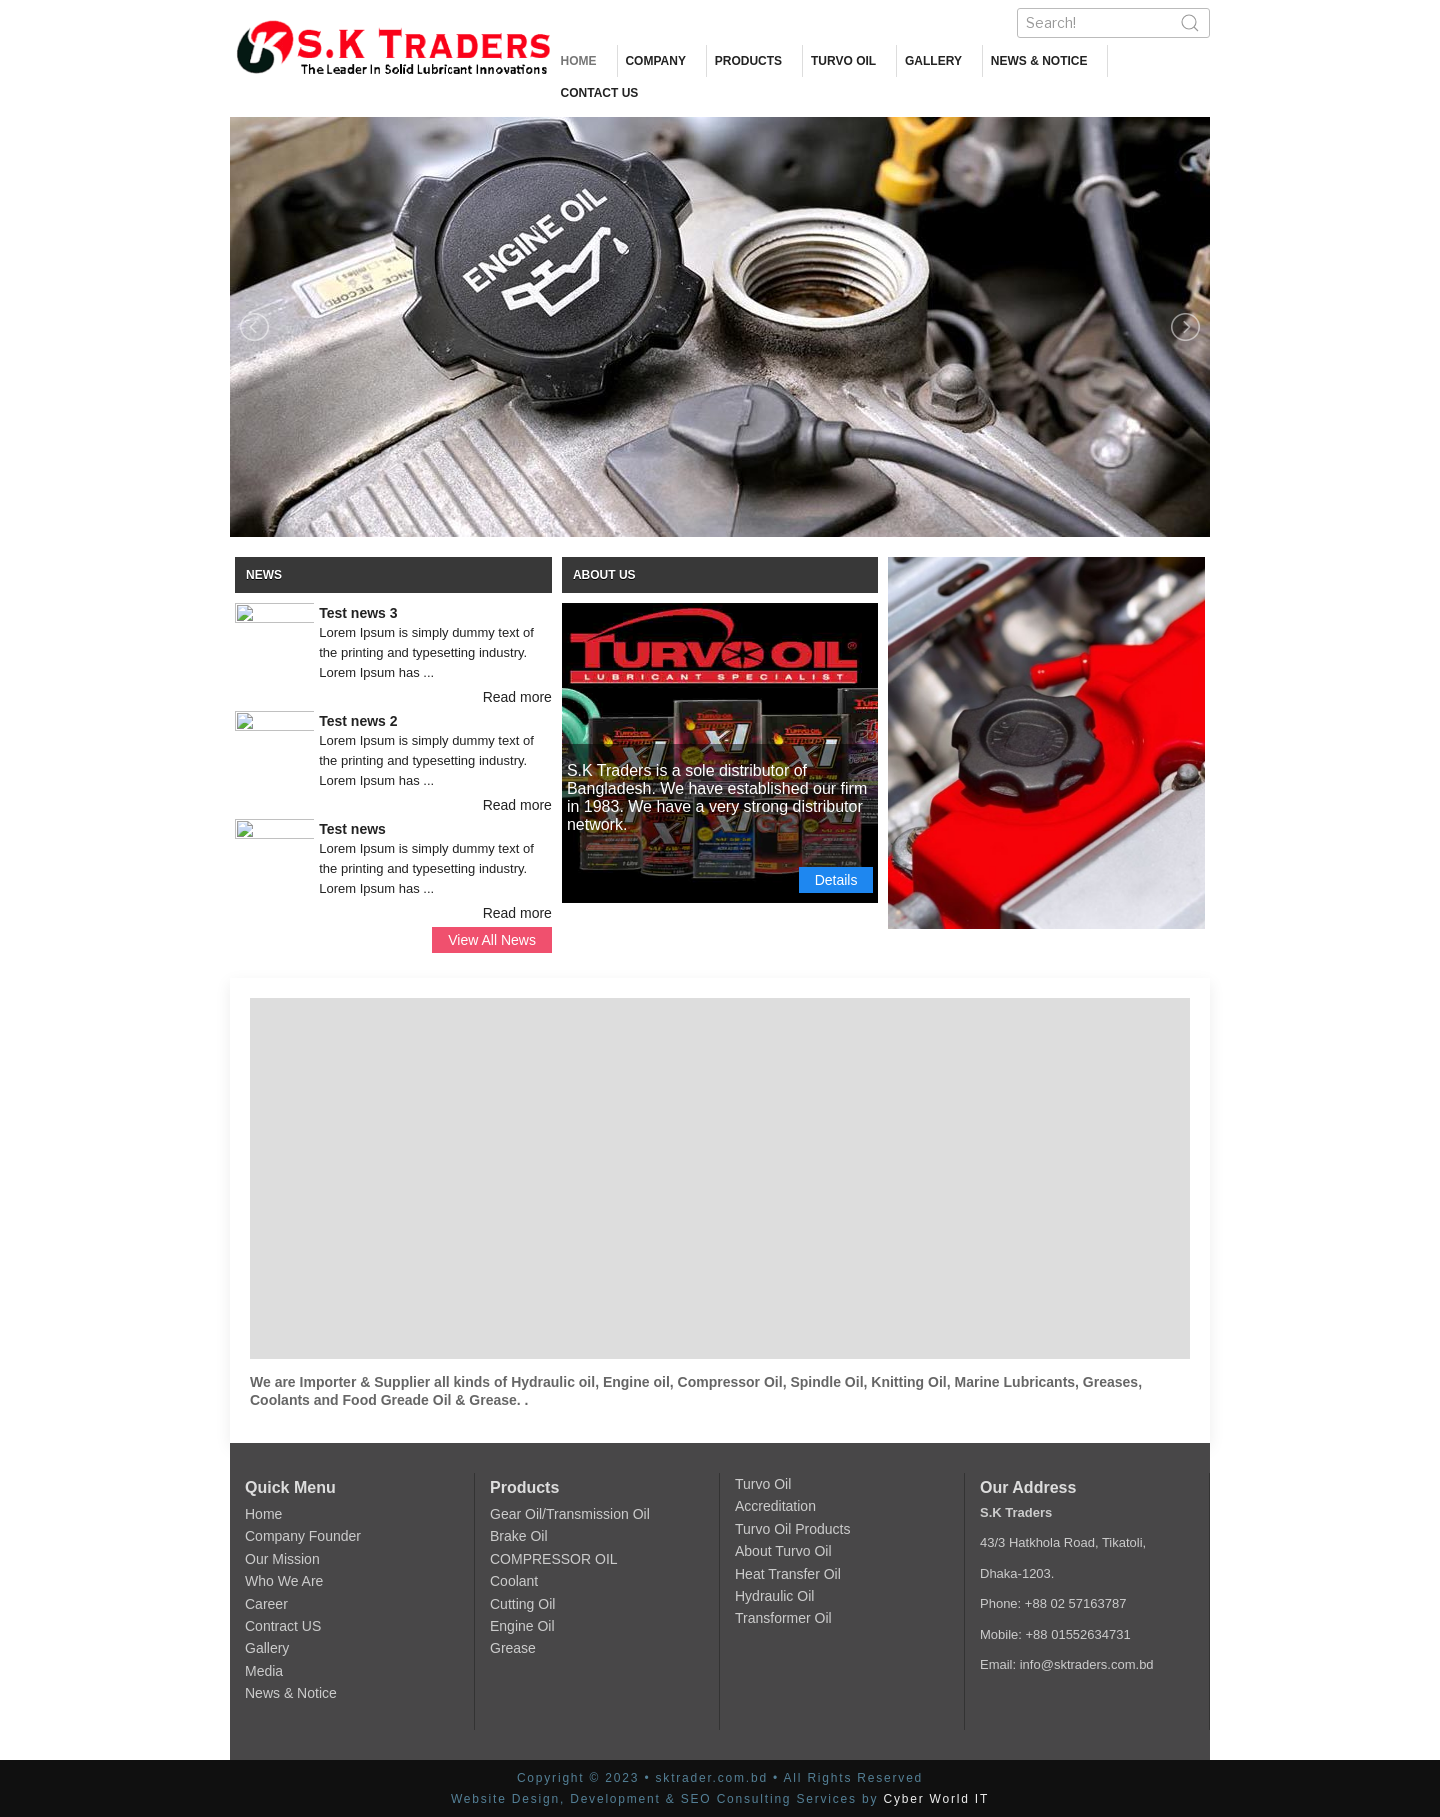 S.K TRADERS
The Leader In Solid Lubricant Innovations
Search!
HOME
COMPANY
PRODUCTS
TURVO OIL
GALLERY
NEWS & NOTICE
CONTACT US
ENGINE OIL
NEWS
Test news 3
Lorem Ipsum is simply dummy text of
the printing and typesetting industry.
Lorem Ipsum has ...
Read more
Test news 2
Lorem Ipsum is simply dummy text of
the printing and typesetting industry.
Lorem Ipsum has ...
Read more
Test news
Lorem Ipsum is simply dummy text of
the printing and typesetting industry.
Lorem Ipsum has ...
Read more
View All News
ABOUT US
TURVO OIL®
LUBRICANT SPECIALIST
S.K Traders is a sole distributor of
Bangladesh. We have established our firm
in 1983. We have a very strong distributor
network.
Details
We are Importer & Supplier all kinds of Hydraulic oil, Engine oil, Compressor Oil, Spindle Oil, Knitting Oil, Marine Lubricants, Greases,
Coolants and Food Greade Oil & Grease. .
Quick Menu
Home
Company Founder
Our Mission
Who We Are
Career
Contract US
Gallery
Media
News & Notice
Products
Gear Oil/Transmission Oil
Brake Oil
COMPRESSOR OIL
Coolant
Cutting Oil
Engine Oil
Grease
Turvo Oil
Accreditation
Turvo Oil Products
About Turvo Oil
Heat Transfer Oil
Hydraulic Oil
Transformer Oil
Our Address
S.K Traders
43/3 Hatkhola Road, Tikatoli,
Dhaka-1203.
Phone: +88 02 57163787
Mobile: +88 01552634731
Email: info@sktraders.com.bd
Copyright © 2023 • sktrader.com.bd • All Rights Reserved
Website Design, Development & SEO Consulting Services by Cyber World IT